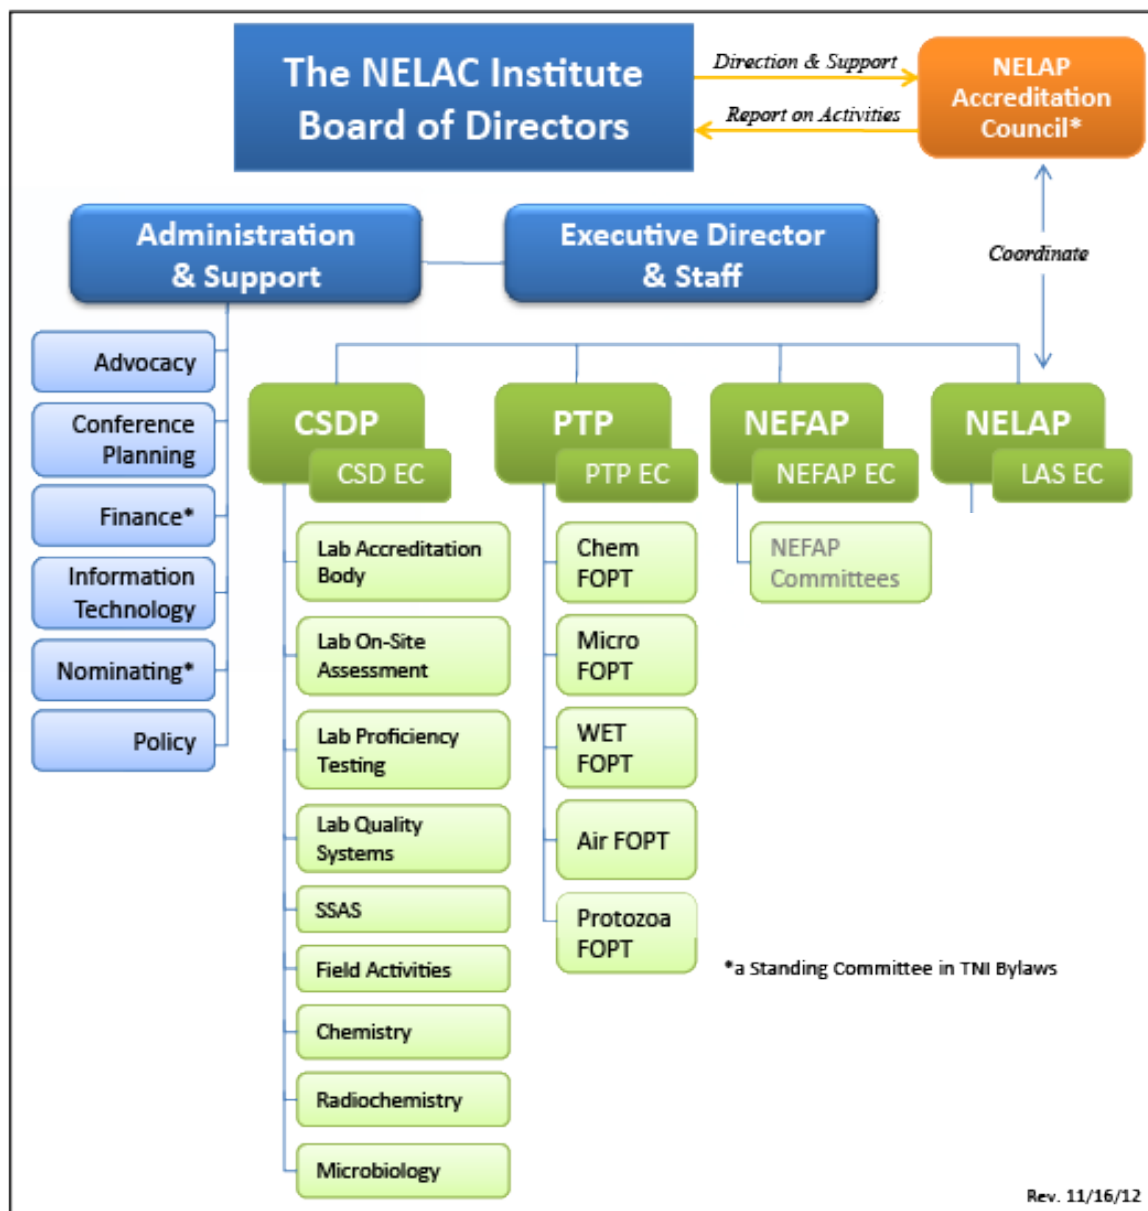 The NELAC Institute
Board of Directors
Direction & Support
Report on Activities
NELAP
Accreditation
Council*
Administration
& Support
Executive Director
& Staff
Coordinate
Advocacy
Conference
Planning
Finance*
Information
Technology
Nominating*
Policy
CSDP
CSD EC
Lab Accreditation
Body
Lab On-Site
Assessment
Lab Proficiency
Testing
Lab Quality
Systems
SSAS
Field Activities
Chemistry
Radiochemistry
Microbiology
PTP
PTP EC
Chem
FOPT
Micro
FOPT
WET
FOPT
Air FOPT
Protozoa
FOPT
NEFAP
NEFAP EC
NEFAP
Committees
NELAP
LAS EC
*a Standing Committee in TNI Bylaws
Rev. 11/16/12